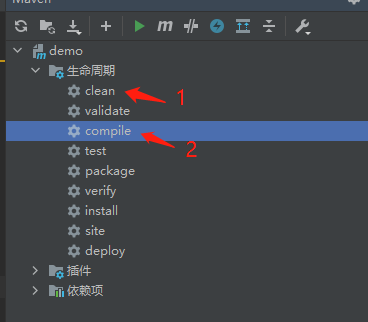 Maven
m
demo
生命周期
clean 1
validate
compile
2
test
package
verify
install
site
deploy
插件
依赖项